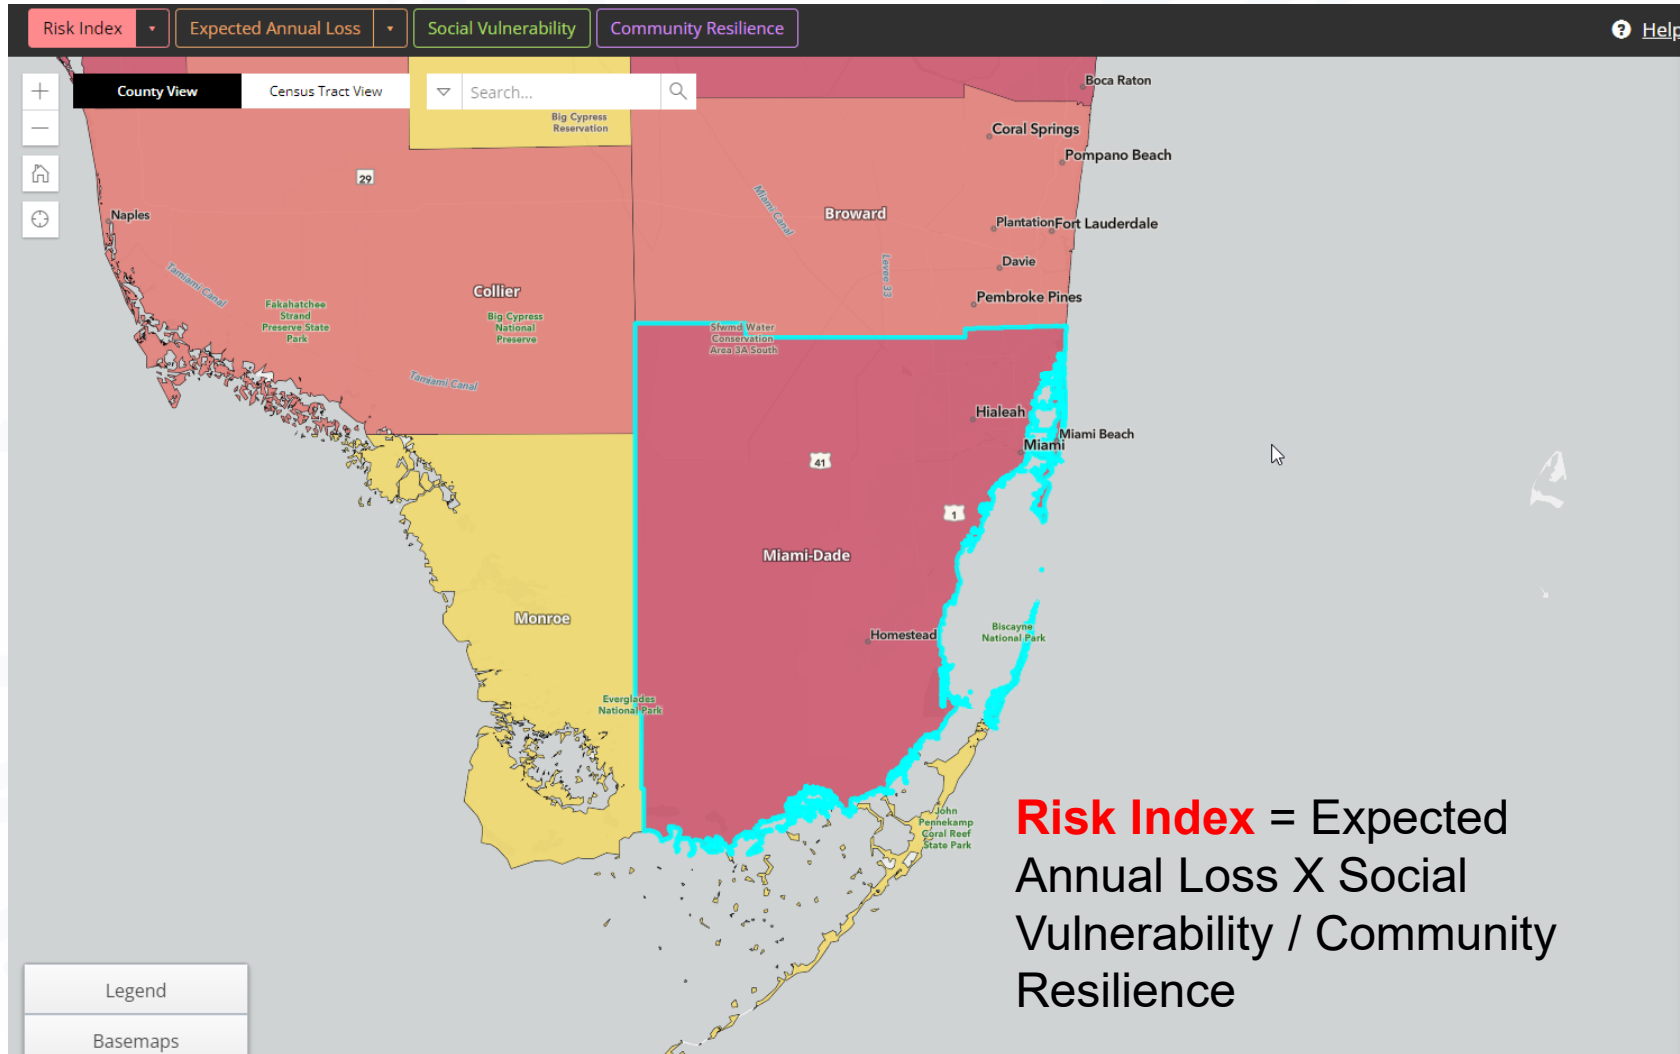 Risk Index
Expected Annual Loss
Social Vulnerability
Community Resilience
? Help
County View
Census Tract View
Search...
Boca Raton
Big Cypress
Reservation
Coral Springs
Pompano Beach
29
Miami Canal
Broward
Naples
Plantation
Fort Lauderdale
Levee 33
Davie
Tamiami Canal
Collier
Pembroke Pines
Fakahatchee
Strand
Preserve State
Park
Big Cypress
National
Preserve
Sfwmd Water
Conservation
Area 3A South
Tamiami Canal
Hialeah
Miami Beach
Miami
41
1
Miami-Dade
Monroe
Homestead
Biscayne
National Park
Everglades
National Park
John
Pennekamp
Coral Reef
State Park
Risk Index = Expected
Annual Loss X Social
Vulnerability / Community
Resilience
Legend
Basemaps